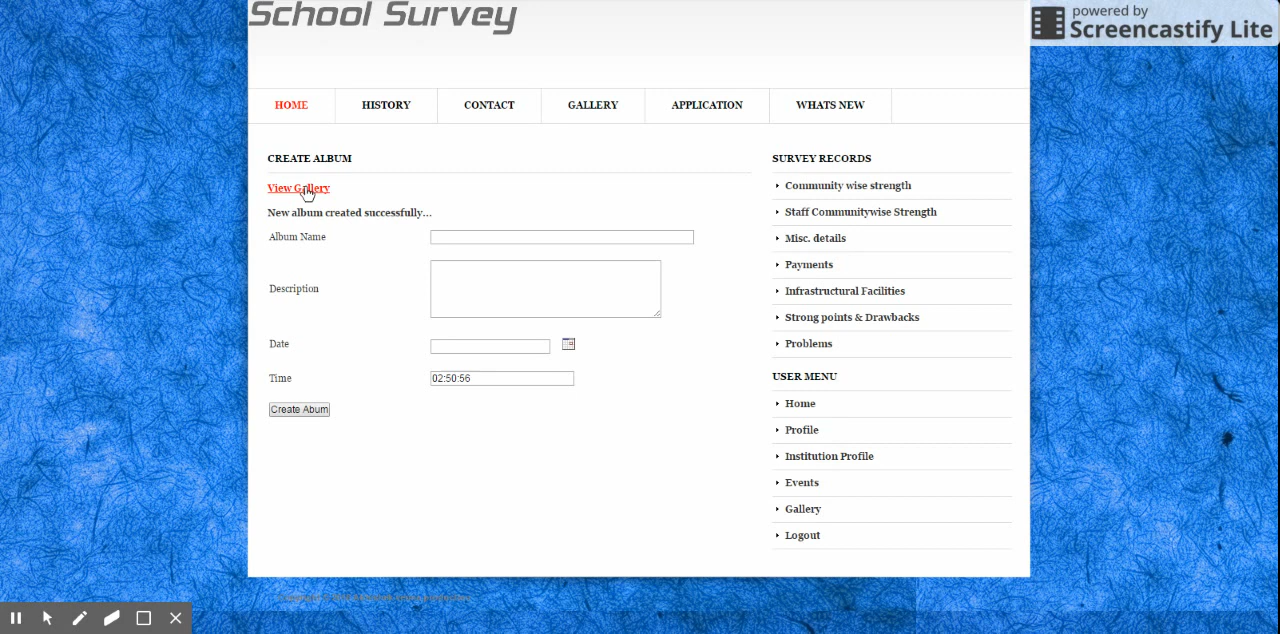 School Survey
powered by
Screencastify Lite
HOME HISTORY CONTACT GALLERY APPLICATION WHATS NEW
CREATE ALBUM
View Gallery
New album created successfully...
Album Name
Description
Date
Time 02:50:56
Create Abum
SURVEY RECORDS
Community wise strength
Staff Communitywise Strength
Misc. details
Payments
Infrastructural Facilities
Strong points & Drawbacks
Problems
USER MENU
Home
Profile
Institution Profile
Events
Gallery
Logout